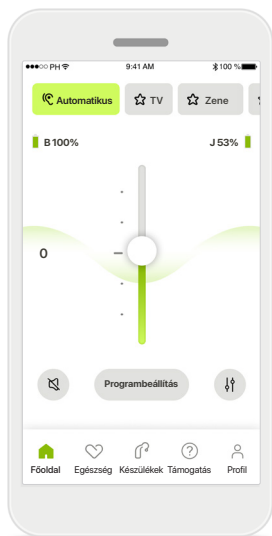 PH 9:41 AM 100 %
Automatikus TV Zene
B 100% J 53%
0
Programbeállítás
Főoldal Egészség Készülékek Támogatás Profil